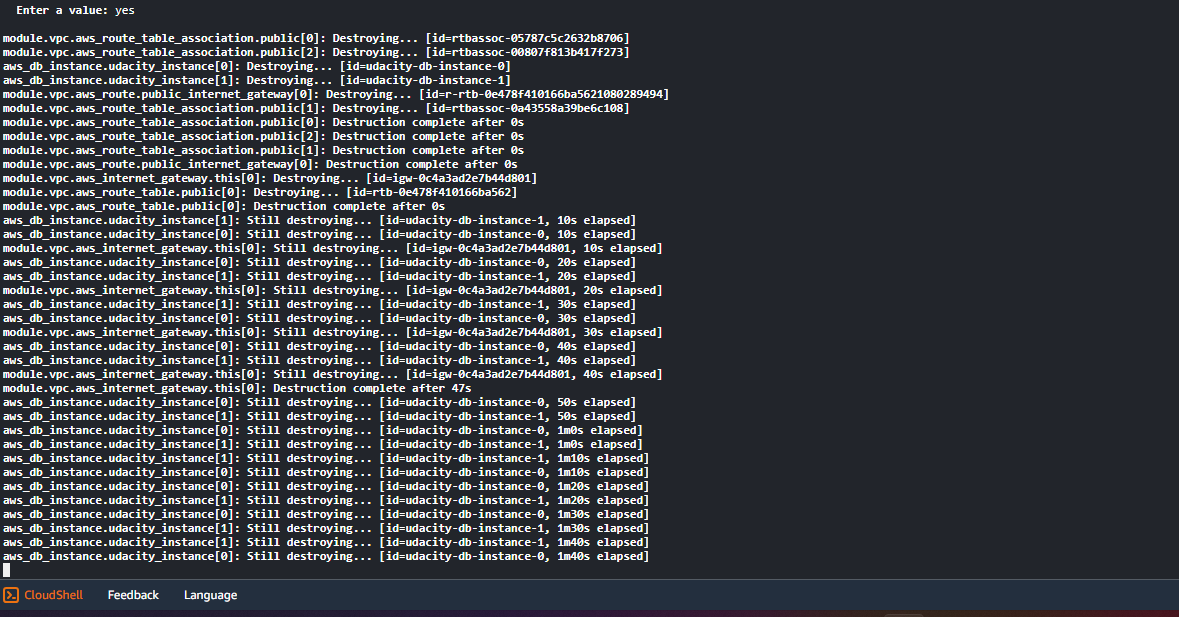 Enter a value: yes
module.vpc.aws_route_table_association.public[0]: Destroying... [id=rtbassoc-05787c5c2632b8706]
module.vpc.aws_route_table_association.public[2]: Destroying... [id=rtbassoc-00807f813b417f273]
aws_db_instance.udacity_instance[0]: Destroying... [id=udacity-db-instance-0]
aws_db_instance.udacity_instance[1]: Destroying... [id=udacity-db-instance-1]
module.vpc.aws_route.public_internet_gateway[0]: Destroying... [id=r-rtb-0e478f410166ba5621080289494]
module.vpc.aws_route_table_association.public[1]: Destroying... [id=rtbassoc-0a43558a39be6c108]
module.vpc.aws_route_table_association.public[0]: Destruction complete after 0s
module.vpc.aws_route_table_association.public[2]: Destruction complete after 0s
module.vpc.aws_route_table_association.public[1]: Destruction complete after 0s
module.vpc.aws_route.public_internet_gateway[0]: Destruction complete after 0s
module.vpc.aws_internet_gateway.this[0]: Destroying... [id=igw-0c4a3ad2e7b44d801]
module.vpc.aws_route_table.public[0]: Destroying... [id=rtb-0e478f410166ba562]
module.vpc.aws_route_table.public[0]: Destruction complete after 0s
aws_db_instance.udacity_instance[1]: Still destroying... [id=udacity-db-instance-1, 10s elapsed]
aws_db_instance.udacity_instance[0]: Still destroying... [id=udacity-db-instance-0, 10s elapsed]
module.vpc.aws_internet_gateway.this[0]: Still destroying... [id=igw-0c4a3ad2e7b44d801, 10s elapsed]
aws_db_instance.udacity_instance[0]: Still destroying... [id=udacity-db-instance-0, 20s elapsed]
aws_db_instance.udacity_instance[1]: Still destroying... [id=udacity-db-instance-1, 20s elapsed]
module.vpc.aws_internet_gateway.this[0]: Still destroying... [id=igw-0c4a3ad2e7b44d801, 20s elapsed]
aws_db_instance.udacity_instance[1]: Still destroying... [id=udacity-db-instance-1, 30s elapsed]
aws_db_instance.udacity_instance[0]: Still destroying... [id=udacity-db-instance-0, 30s elapsed]
module.vpc.aws_internet_gateway.this[0]: Still destroying... [id=igw-0c4a3ad2e7b44d801, 30s elapsed]
aws_db_instance.udacity_instance[0]: Still destroying... [id=udacity-db-instance-0, 40s elapsed]
aws_db_instance.udacity_instance[1]: Still destroying... [id=udacity-db-instance-1, 40s elapsed]
module.vpc.aws_internet_gateway.this[0]: Still destroying... [id=igw-0c4a3ad2e7b44d801, 40s elapsed]
module.vpc.aws_internet_gateway.this[0]: Destruction complete after 47s
aws_db_instance.udacity_instance[0]: Still destroying... [id=udacity-db-instance-0, 50s elapsed]
aws_db_instance.udacity_instance[1]: Still destroying... [id=udacity-db-instance-1, 50s elapsed]
aws_db_instance.udacity_instance[0]: Still destroying... [id=udacity-db-instance-0, 1m0s elapsed]
aws_db_instance.udacity_instance[1]: Still destroying... [id=udacity-db-instance-1, 1m0s elapsed]
aws_db_instance.udacity_instance[1]: Still destroying... [id=udacity-db-instance-1, 1m10s elapsed]
aws_db_instance.udacity_instance[0]: Still destroying... [id=udacity-db-instance-0, 1m10s elapsed]
aws_db_instance.udacity_instance[0]: Still destroying... [id=udacity-db-instance-0, 1m20s elapsed]
aws_db_instance.udacity_instance[1]: Still destroying... [id=udacity-db-instance-1, 1m20s elapsed]
aws_db_instance.udacity_instance[0]: Still destroying... [id=udacity-db-instance-0, 1m30s elapsed]
aws_db_instance.udacity_instance[1]: Still destroying... [id=udacity-db-instance-1, 1m30s elapsed]
aws_db_instance.udacity_instance[1]: Still destroying... [id=udacity-db-instance-1, 1m40s elapsed]
aws_db_instance.udacity_instance[0]: Still destroying... [id=udacity-db-instance-0, 1m40s elapsed]
CloudShell Feedback Language